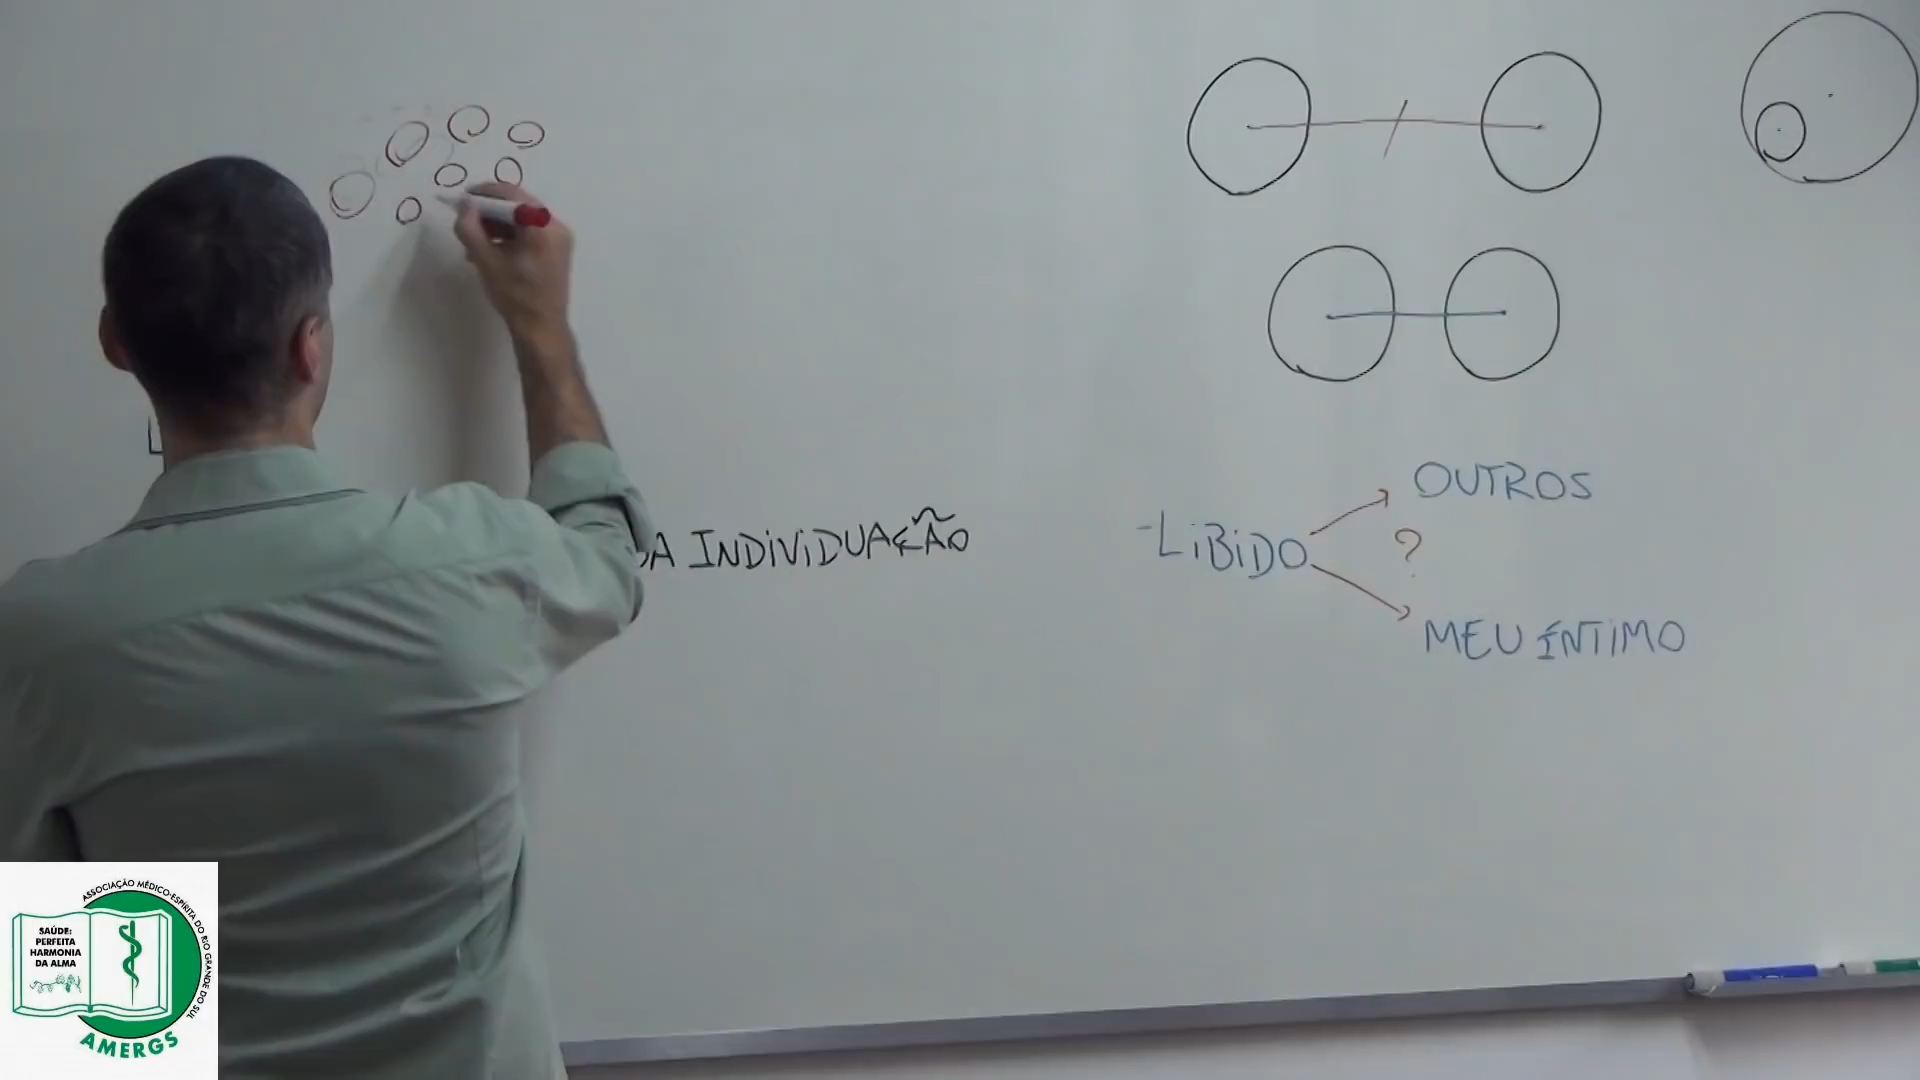 OUTROS
-LIBIDO
?
DA INDIVIDUAÇÃO
MEU ÍNTIMO
ASSOCIAÇÃO MÉDICO-ESPÍRITA DO RIO GRANDE DO SUL
SAÚDE:
PERFEITA
HARMONIA
DA ALMA
AMERGS